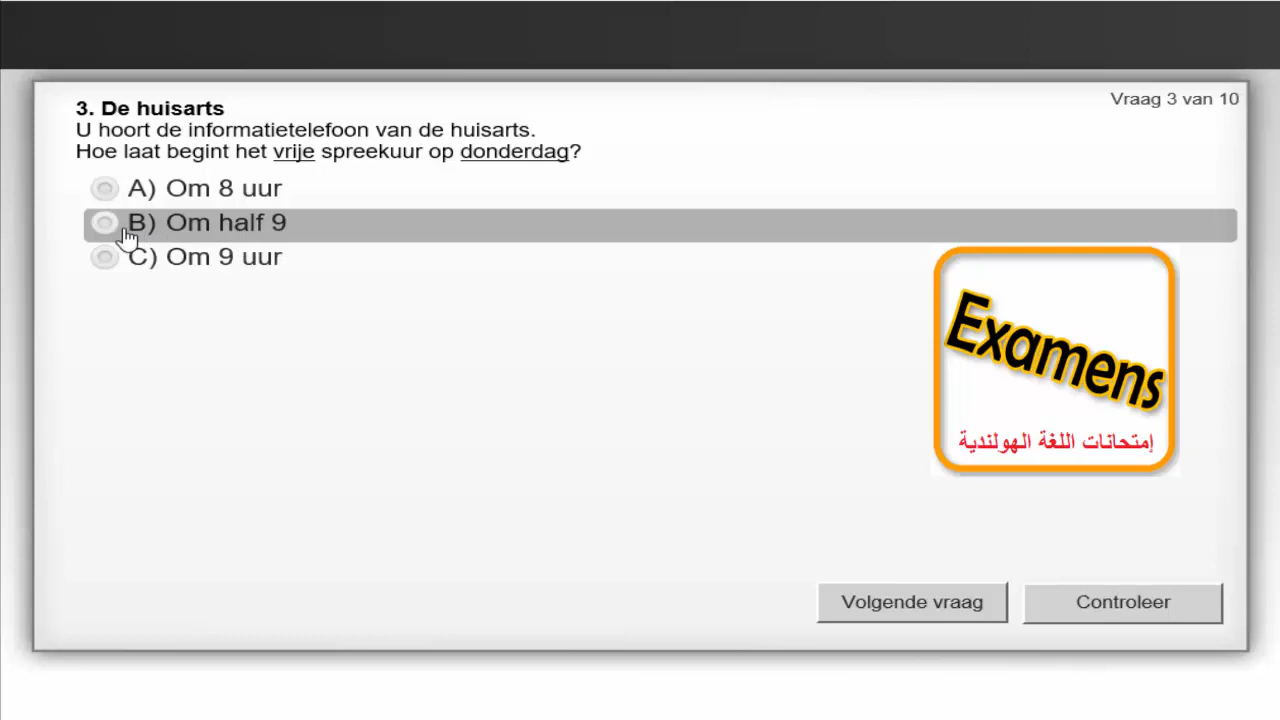 3. De huisarts
Vraag 3 van 10
U hoort de informatietelefoon van de huisarts.
Hoe laat begint het vrije spreekuur op donderdag?
A) Om 8 uur
B) Om half 9
C) Om 9 uur
Examens
إمتحانات اللغة الهولندية
Volgende vraag
Controleer